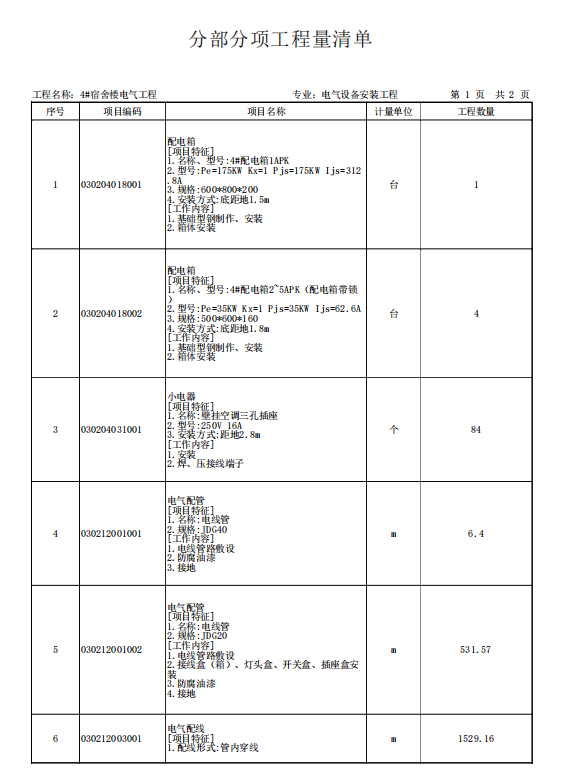 分部分项工程量清单
工程名称：4#宿舍楼电气工程 专业：电气设备安装工程 第 1 页 共 2 页
序号 项目编码 项目名称 计量单位 工程数量
1 030204018001 台 1
配电箱
[项目特征]
1.名称、型号:4#配电箱1APK
2.型号:Pe=175KW Kx=1 Pjs=175KW Ijs=312
.8A
3.规格:600*800*200
4.安装方式:底距地1.5m
[工作内容]
1.基础型钢制作、安装
2.箱体安装
2 030204018002 台 4
配电箱
[项目特征]
1.名称、型号:4#配电箱2~5APK（配电箱带锁
）
2.型号:Pe=35KW Kx=1 Pjs=35KW Ijs=62.6A
3.规格:500*600*160
4.安装方式:底距地1.8m
[工作内容]
1.基础型钢制作、安装
2.箱体安装
3 030204031001 个 84
小电器
[项目特征]
1.名称:壁挂空调三孔插座
2.型号:250V 16A
3.安装方式:距地2.8m
[工作内容]
1.安装
2.焊、压接线端子
4 030212001001 m 6.4
电气配管
[项目特征]
1.名称:电线管
2.规格:JDG40
[工作内容]
1.电线管路敷设
2.防腐油漆
3.接地
5 030212001002 m 531.57
电气配管
[项目特征]
1.名称:电线管
2.规格:JDG20
[工作内容]
1.电线管路敷设
2.接线盒（箱）、灯头盒、开关盒、插座盒安
装
3.防腐油漆
4.接地
6 030212003001 m 1529.16
电气配线
[项目特征]
1.配线形式:管内穿线